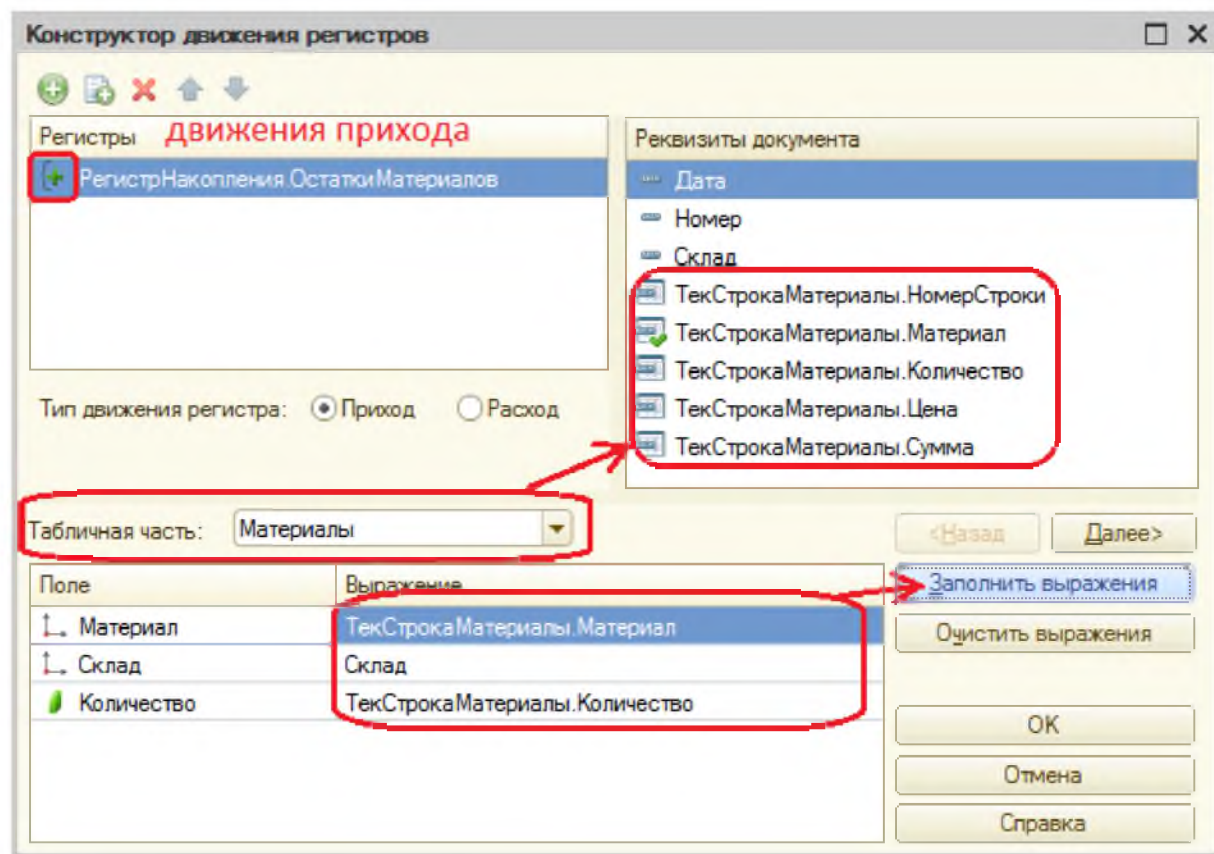 Конструктор движения регистров
Регистры движения прихода
РегистрНакопления.ОстаткиМатериалов
Тип движения регистра: Приход Расход
Реквизиты документа
Дата
Номер
Склад
ТекСтрокаМатериалы.НомерСтроки
ТекСтрокаМатериалы.Материал
ТекСтрокаМатериалы.Количество
ТекСтрокаМатериалы.Цена
ТекСтрокаМатериалы.Сумма
Табличная часть: Материалы
<Назад Далее>
Поле Выражение
Материал ТекСтрокаМатериалы.Материал
Склад Склад
Количество ТекСтрокаМатериалы.Количество
Заполнить выражения
Очистить выражения
ОК
Отмена
Справка